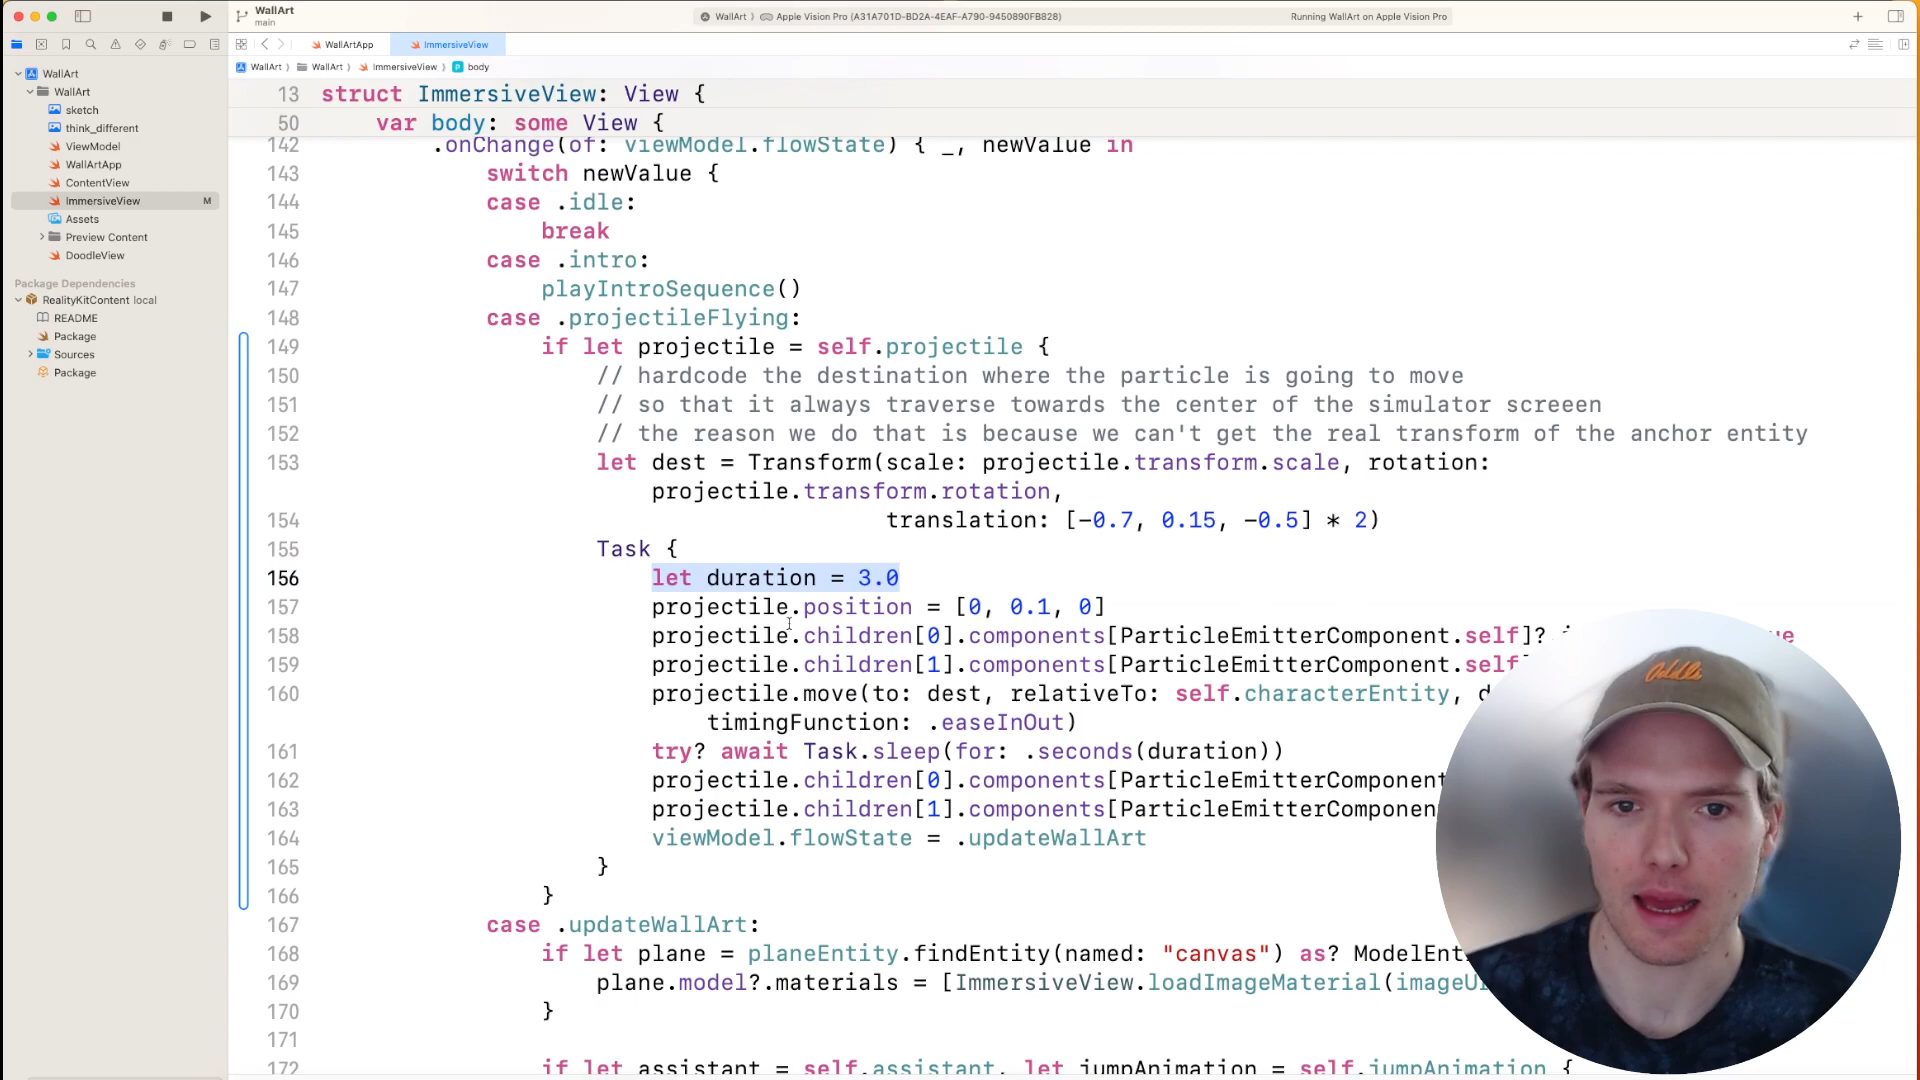 WallArt
main
WallArt
Apple Vision Pro (A31A701D-BD2A-4EAF-A790-9450890FB828)
Running WallArt on Apple Vision Pro
WallArtApp
ImmersiveView
WallArt
WallArt
ImmersiveView
body
WallArt
WallArt
sketch
think_different
ViewModel
WallArtApp
ContentView
ImmersiveView M
Assets
Preview Content
DoodleView
Package Dependencies
RealityKitContent local
README
Package
Sources
Package
13 struct ImmersiveView: View {
50 var body: some View {
142 .onChange(of: viewModel.flowState) { _, newValue in
143 switch newValue {
144 case .idle:
145 break
146 case .intro:
147 playIntroSequence()
148 case .projectileFlying:
149 if let projectile = self.projectile {
150 // hardcode the destination where the particle is going to move
151 // so that it always traverse towards the center of the simulator screeen
152 // the reason we do that is because we can't get the real transform of the anchor entity
153 let dest = Transform(scale: projectile.transform.scale, rotation:
projectile.transform.rotation,
154 translation: [-0.7, 0.15, -0.5] * 2)
155 Task {
156 let duration = 3.0
157 projectile.position = [0, 0.1, 0]
158 projectile.children[0].components[ParticleEmitterComponent.self]?
159 projectile.children[1].components[ParticleEmitterComponent.self
160 projectile.move(to: dest, relativeTo: self.characterEntity,
timingFunction: .easeInOut)
161 try? await Task.sleep(for: .seconds(duration))
162 projectile.children[0].components[ParticleEmitterComponent
163 projectile.children[1].components[ParticleEmitterComponen
164 viewModel.flowState = .updateWallArt
165 }
166 }
167 case .updateWallArt:
168 if let plane = planeEntity.findEntity(named: "canvas") as? ModelEnt
169 plane.model?.materials = [ImmersiveView.loadImageMaterial(imageU
170 }
171
172 if let assistant = self.assistant, let jumpAnimation = self.jumpAnimation {